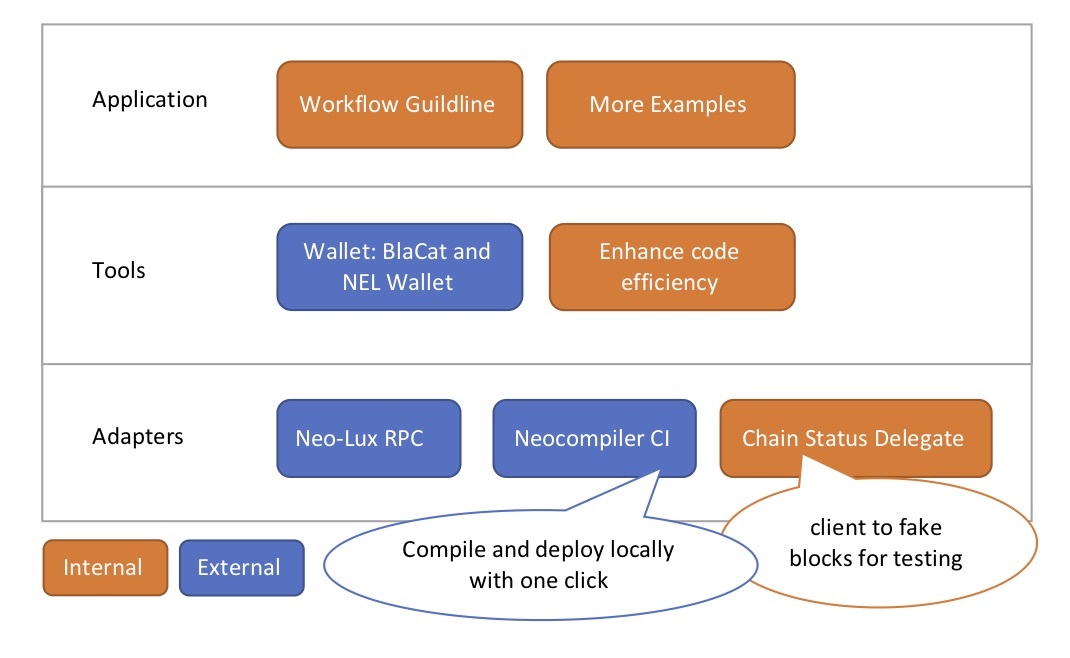 Application
Workflow Guildline
More Examples
Tools
Wallet: BlaCat and
NEL Wallet
Enhance code
efficiency
Adapters
Neo-Lux RPC
Neocompiler CI
Chain Status Delegate
Internal
External
Compile and deploy locally
with one click
client to fake
blocks for testing